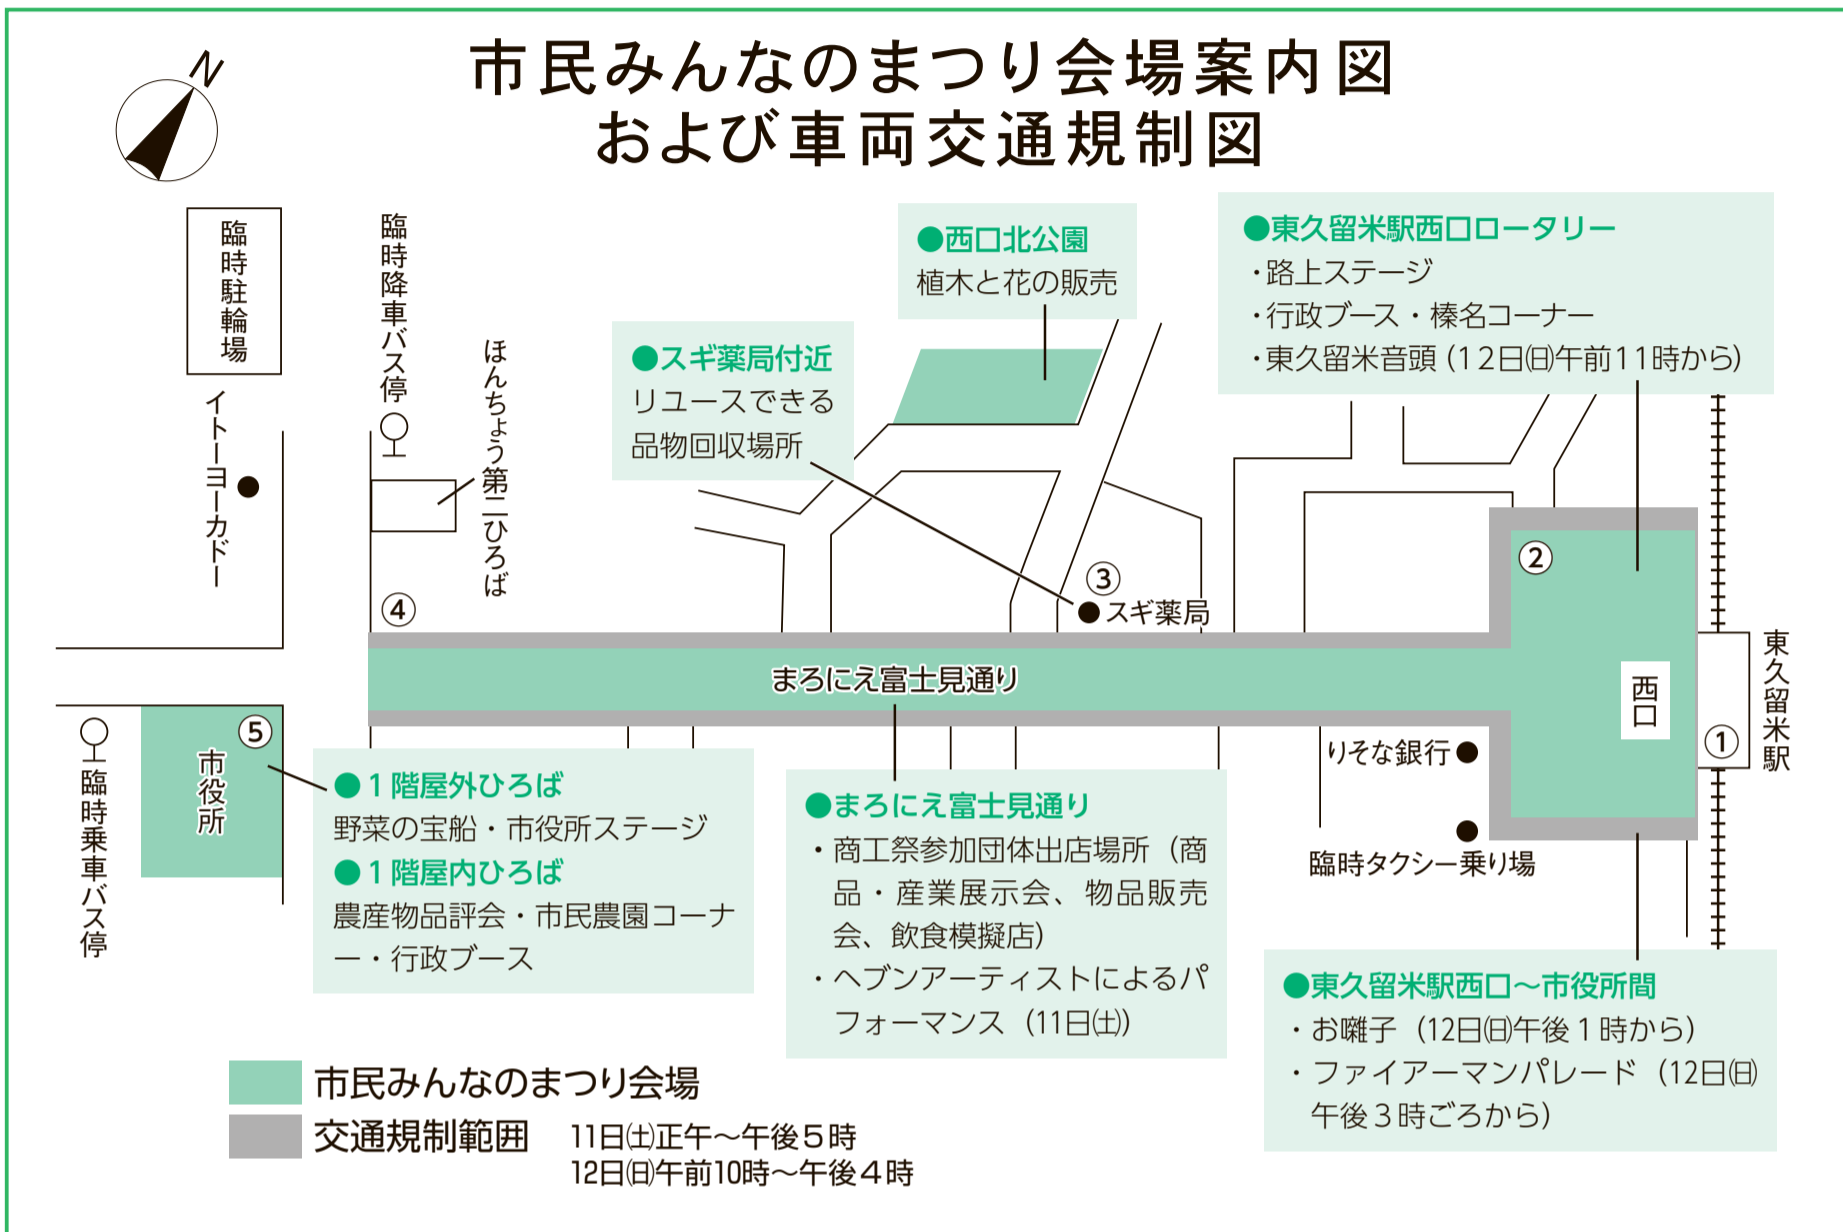 市民みんなのまつり会場案内図
および車両交通規制図
N
臨時駐輪場
臨時降車バス停
ほんちょう第二ひろば
イトーヨーカドー
●西口北公園
植木と花の販売
●スギ薬局付近
リユースできる
品物回収場所
●東久留米駅西口ロータリー
・路上ステージ
・行政ブース・榛名コーナー
・東久留米音頭（12日㈰午前11時から）
②
③
スギ薬局
④
まろにえ富士見通り
西口
①
東久留米駅
りそな銀行
臨時タクシー乗り場
⑤
市役所
臨時乗車バス停
●１階屋外ひろば
野菜の宝船・市役所ステージ
●１階屋内ひろば
農産物品評会・市民農園コーナ
ー・行政ブース
●まろにえ富士見通り
・商工祭参加団体出店場所（商
品・産業展示会、物品販売
会、飲食模擬店）
・ヘブンアーティストによるパ
フォーマンス（11日㈯）
●東久留米駅西口～市役所間
・お囃子（12日㈰午後１時から）
・ファイアーマンパレード（12日㈰
午後３時ごろから）
市民みんなのまつり会場
交通規制範囲
11日㈯正午～午後５時
12日㈰午前10時～午後４時